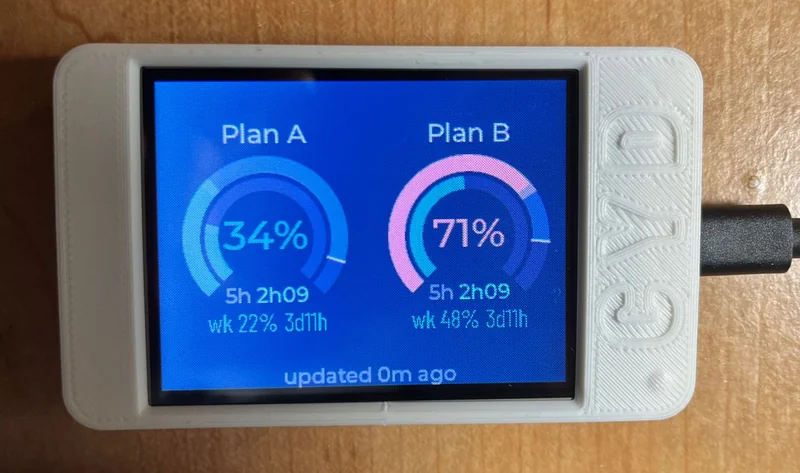 Plan A
34%
5h 2h09
wk 22% 3d11h
Plan B
71%
5h 2h09
wk 48% 3d11h
updated 0m ago
CYD